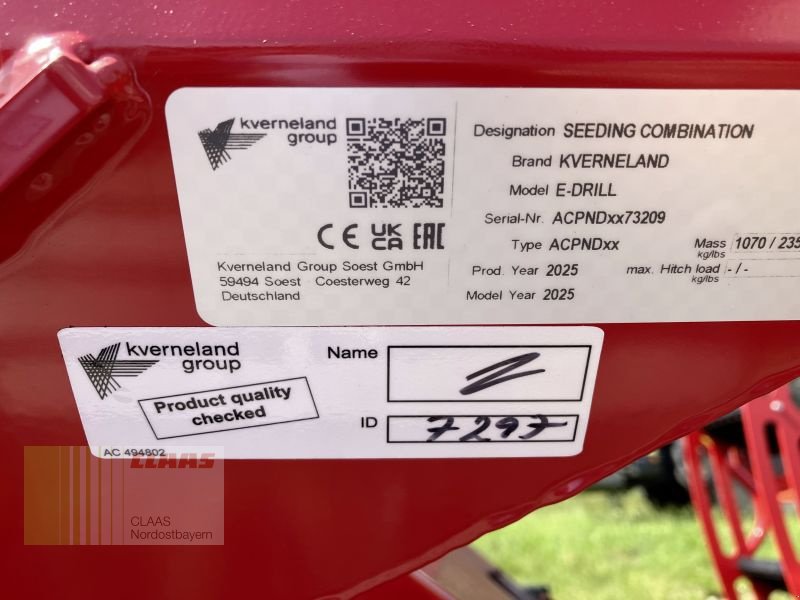 kverneland
group
CE UKCA EAC
Kverneland Group Soest GmbH
59494 Soest Coesterweg 42
Deutschland
Designation SEEDING COMBINATION
Brand KVERNELAND
Model E-DRILL
Serial-Nr. ACPNDxx73209
Type ACPNDxx
Mass 1070 / 235
kg/lbs
Prod. Year 2025
max. Hitch load - / -
kg/lbs
Model Year 2025
kverneland
group
Product quality
checked
Name
ID 7297
AC 494802
CLAAS
CLAAS
Nordostbayern